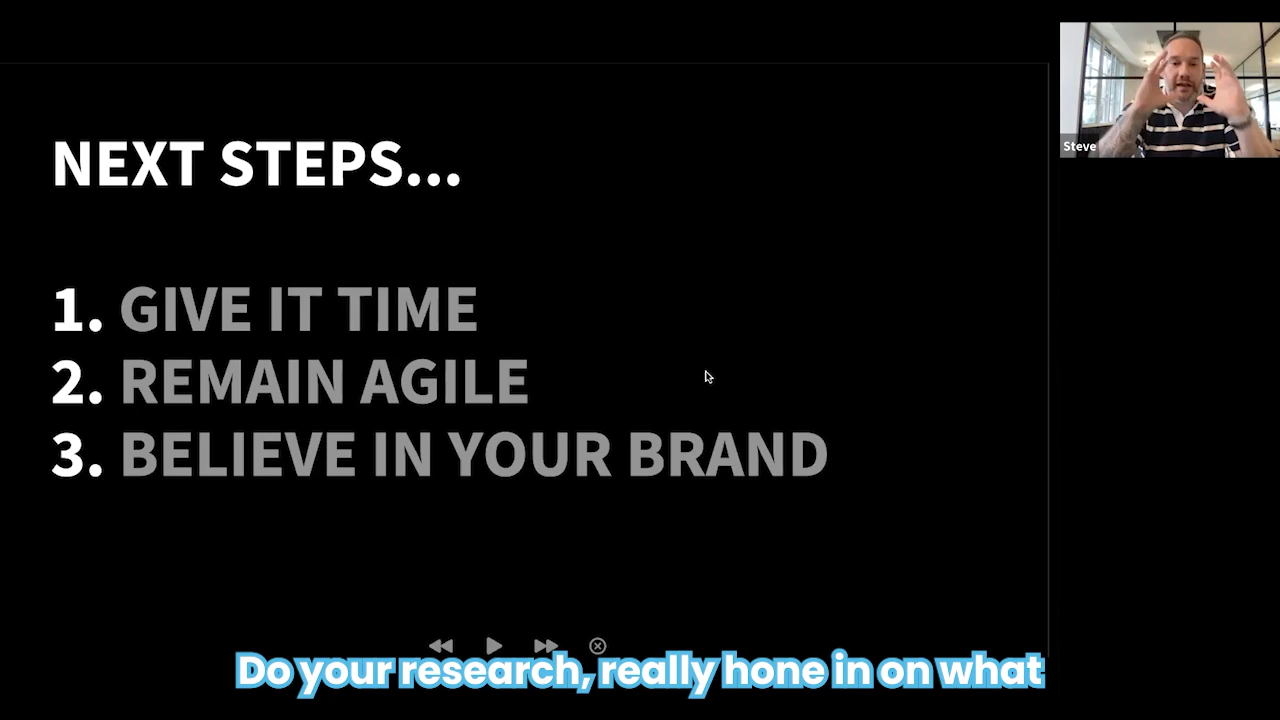 NEXT STEPS...
1. GIVE IT TIME
2. REMAIN AGILE
3. BELIEVE IN YOUR BRAND
Steve
Do your research, really hone in on what